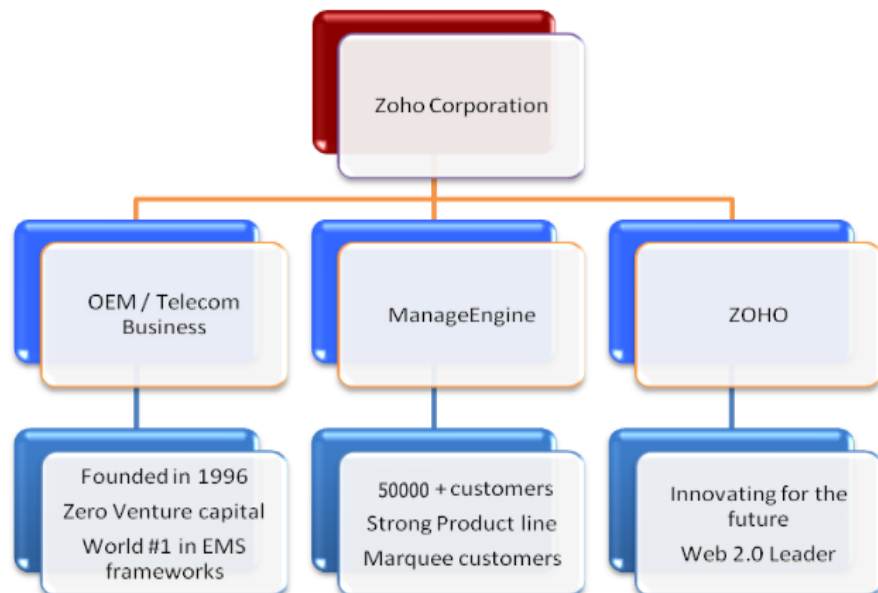 Zoho Corporation
OEM / Telecom
Business
ManageEngine
ZOHO
Founded in 1996
Zero Venture capital
World #1 in EMS
frameworks
50000 + customers
Strong Product line
Marquee customers
Innovating for the
future
Web 2.0 Leader